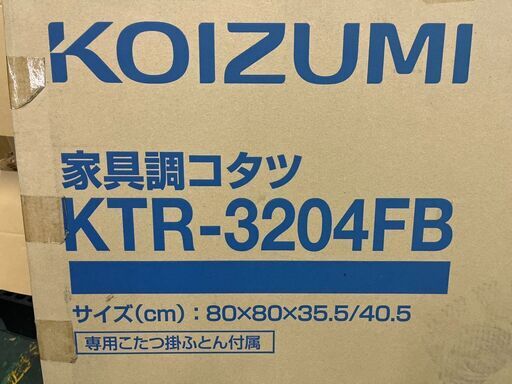 KOIZUMI
家具調コタツ
KTR-3204FB
サイズ(cm)：80×80×35.5/40.5
専用こたつ掛ふとん付属